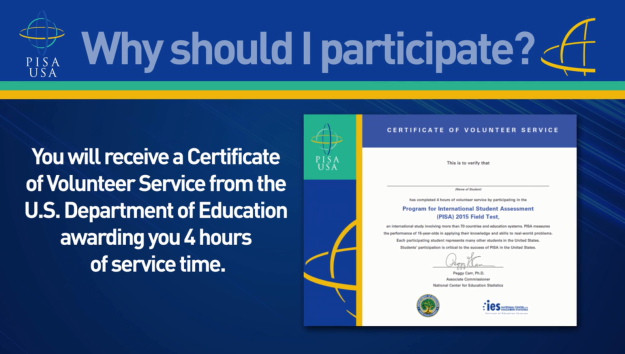 PISA
USA
Why should I participate?
You will receive a Certificate
of Volunteer Service from the
U.S. Department of Education
awarding you 4 hours
of service time.
PISA
USA
CERTIFICATE OF VOLUNTEER SERVICE
This is to verify that
(Name of Student)
has completed 4 hours of volunteer service by participating in the
Program for International Student Assessment
(PISA) 2015 Field Test,
an international study involving more than 70 countries and education systems. PISA measures
the performance of 15-year-olds in applying their knowledge and skills to real-world problems.
Each participating student represents many other students in the United States.
Students' participation is critical to the success of PISA in the United States.
Peggy Carr, Ph.D.
Associate Commissioner
National Center for Education Statistics
ies